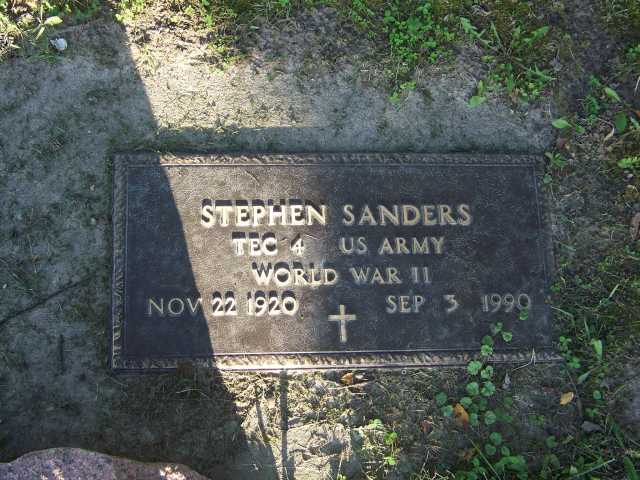 STEPHEN SANDERS
TEC 4 US ARMY
WORLD WAR II
NOV 22 1920 SEP 3 1990